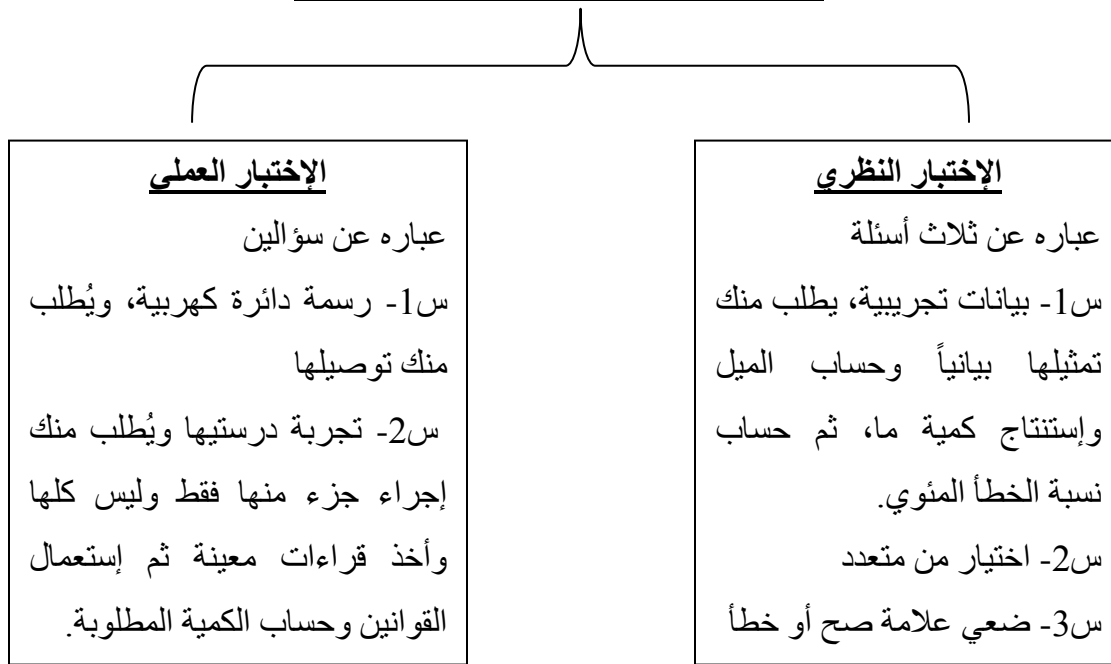 الإختبار النظري
عباره عن ثلاث أسئلة
س1- بيانات تجريبية، يطلب منك
تمثيلها بيانياً وحساب الميل
وإستنتاج كمية ما، ثم حساب
نسبة الخطأ المئوي.
س2- اختيار من متعدد
س3- ضعي علامة صح أو خطأ
الإختبار العملي
عباره عن سؤالين
س1- رسمة دائرة كهربية، ويُطلب
منك توصيلها
س2- تجربة درستيها ويُطلب منك
إجراء جزء منها فقط وليس كلها
وأخذ قراءات معينة ثم إستعمال
القوانين وحساب الكمية المطلوبة.